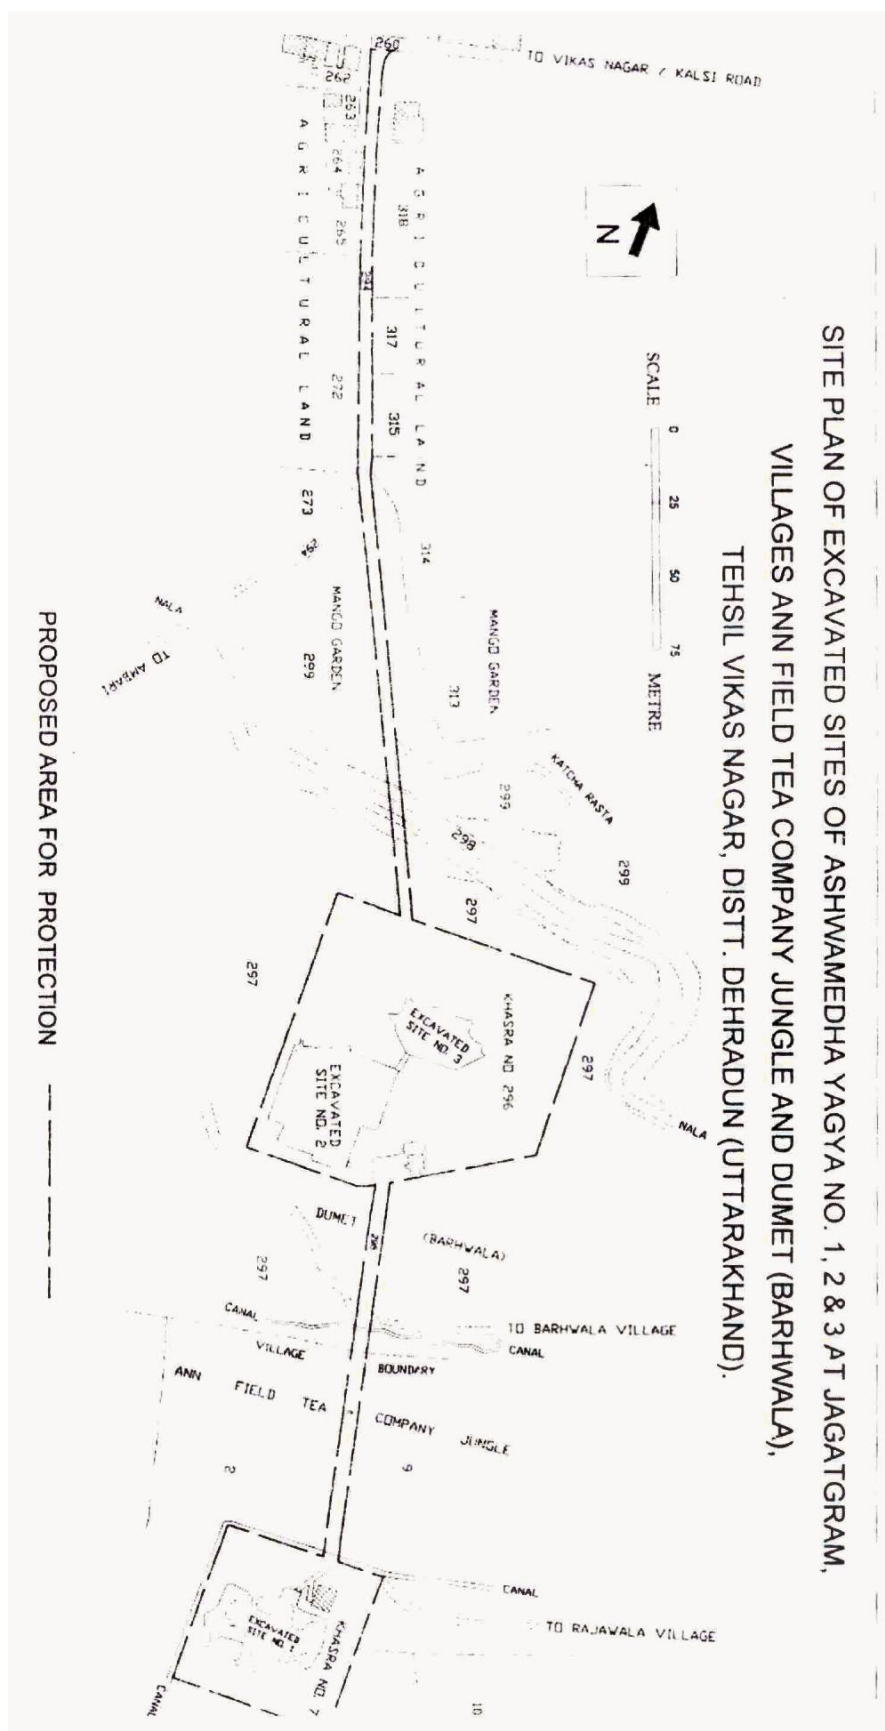 SITE PLAN OF EXCAVATED SITES OF ASHWAMEDHA YAGYA NO. 1, 2 & 3 AT JAGATGRAM,
VILLAGES ANN FIELD TEA COMPANY JUNGLE AND DUMET (BARHWALA),
TEHSIL VIKAS NAGAR, DISTT. DEHRADUN (UTTARAKHAND).
SCALE 0 25 50 75 METRE
N
TO VIKAS NAGAR / KALSI ROAD
260
262
263
264
265
272
273
AGRICULTURAL LAND
AGRICULTURAL LAND
318
317
315
314
313
MANGO GARDEN
MANGO GARDEN
299
299
299
KATCHA RASTA
298
297
297
297
NALA
TO AMBARI
NALA
KHASRA NO 296
EXCAVATED
SITE NO. 3
EXCAVATED
SITE NO. 2
DUMET (BARHWALA)
296
297
297
CANAL
TO BARHWALA VILLAGE
CANAL
VILLAGE BOUNDARY
ANN FIELD TEA COMPANY JUNGLE
2
9
CANAL
TO RAJAWALA VILLAGE
KHASRA NO. 7
EXCAVATED
SITE NO. 1
CANAL
10
PROPOSED AREA FOR PROTECTION